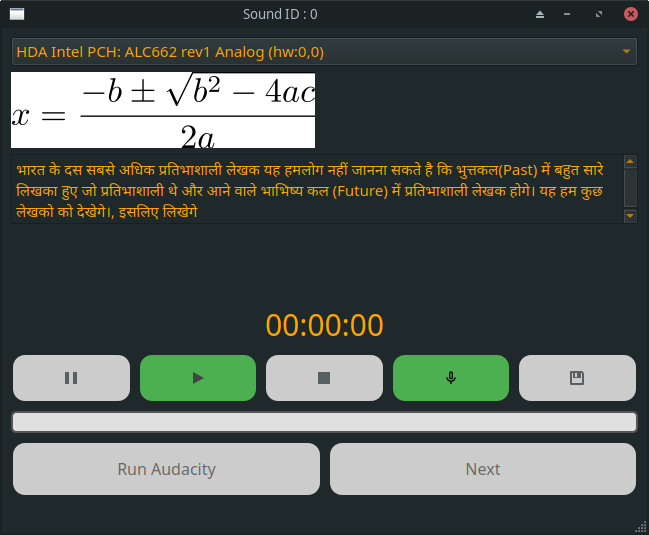 Sound ID : 0
HDA Intel PCH: ALC662 rev1 Analog (hw:0,0)
x = \frac{-b ± \sqrt{b² − 4ac}}{2a}
भारत के दस सबसे अधिक प्रतिभाशाली लेखक यह हमलोग नहीं जानना सकते है कि भुत्तकल(Past) में बहुत सारे
लिखका हुए जो प्रतिभाशाली थे और आने वाले भाभिष्य कल (Future) में प्रतिभाशाली लेखक होगे। यह हम कुछ
लेखको को देखेगे।, इसलिए लिखेगे
00:00:00
Run Audacity
Next